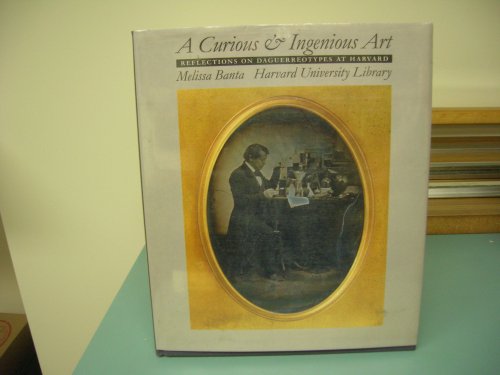 A Curious & Ingenious Art
REFLECTIONS ON DAGUERREOTYPES AT HARVARD
Melissa Banta Harvard University Library